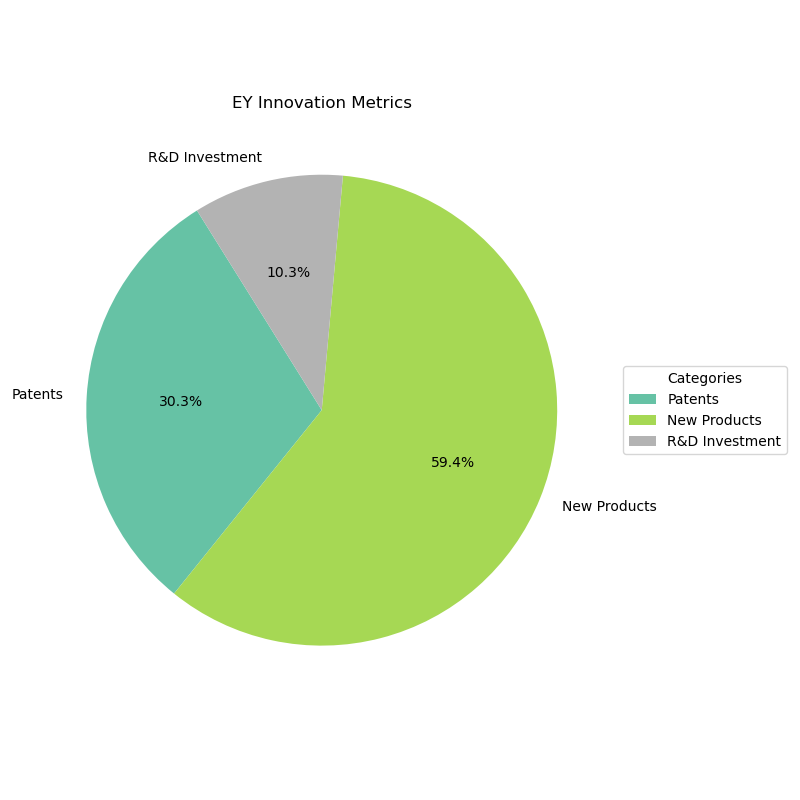 EY Innovation Metrics
R&D Investment
10.3%
Patents
30.3%
59.4%
New Products
Categories
Patents
New Products
R&D Investment